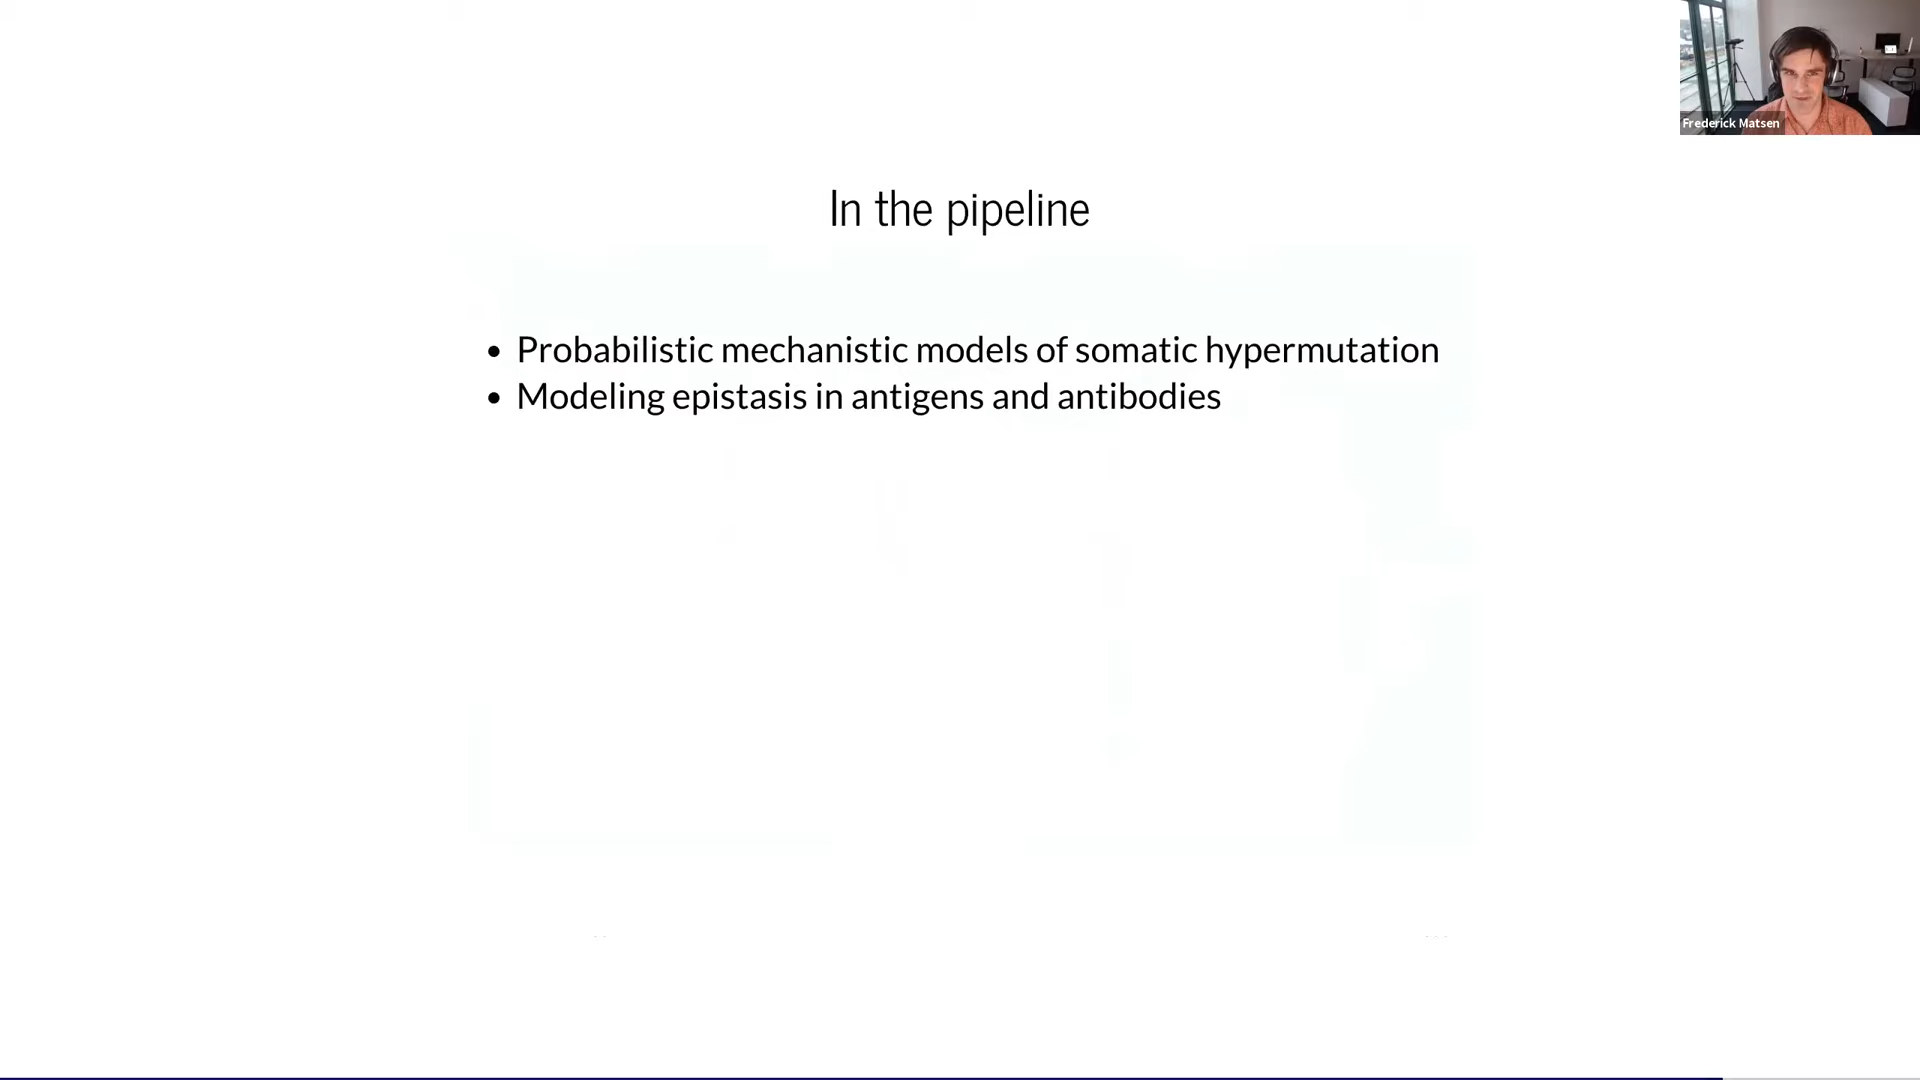 Frederick Matsen
In the pipeline
• Probabilistic mechanistic models of somatic hypermutation
• Modeling epistasis in antigens and antibodies